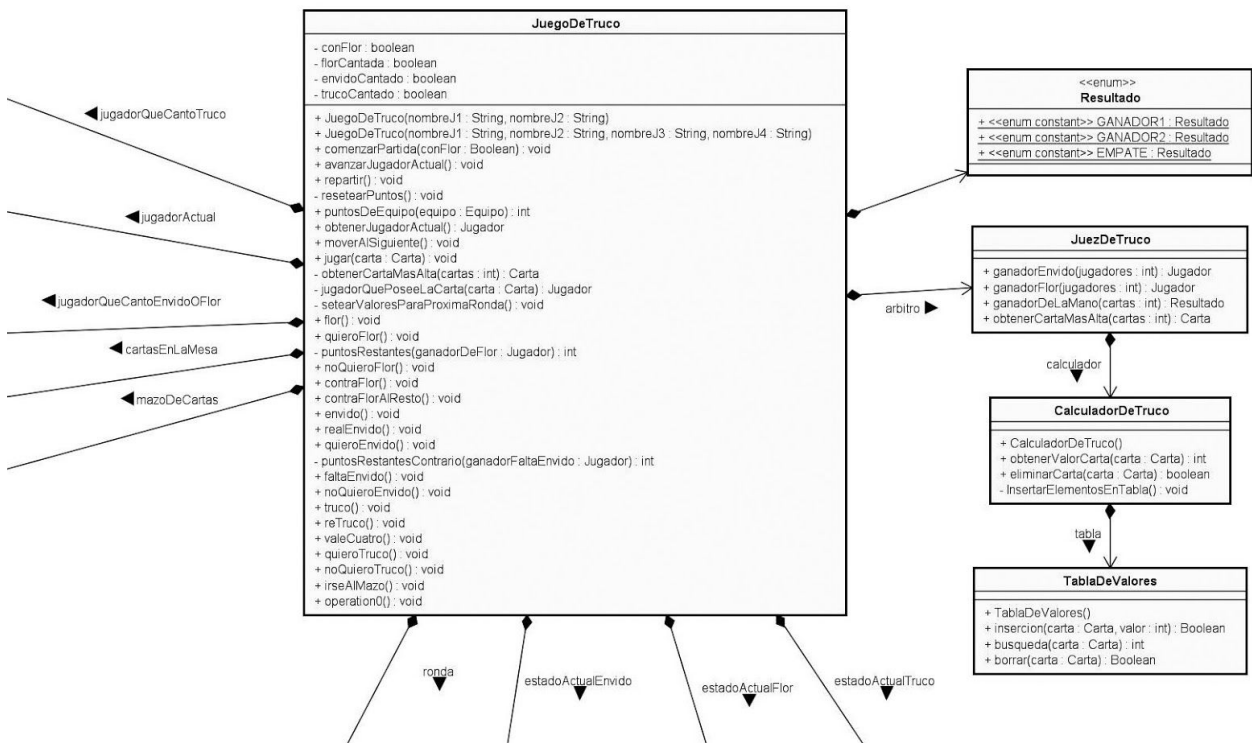 JuegoDeTruco
- conFlor : boolean
- florCantada : boolean
- envidoCantado : boolean
- trucoCantado : boolean
+ JuegoDeTruco(nombreJ1 : String, nombreJ2 : String)
+ JuegoDeTruco(nombreJ1 : String, nombreJ2 : String, nombreJ3 : String, nombreJ4 : String)
+ comenzarPartida(conFlor : Boolean) : void
+ avanzarJugadorActual() : void
+ repartir() : void
- resetearPuntos() : void
+ puntosDeEquipo(equipo : Equipo) : int
+ obtenerJugadorActual() : Jugador
+ moverAlSiguiente() : void
+ jugar(carta : Carta) : void
- obtenerCartaMasAlta(cartas : int) : Carta
- jugadorQuePoseeLaCarta(carta : Carta) : Jugador
- setearValoresParaProximaRonda() : void
+ flor() : void
+ quieroFlor() : void
- puntosRestantes(ganadorDeFlor : Jugador) : int
+ noQuieroFlor() : void
+ contraFlor() : void
+ contraFlorAlResto() : void
+ envido() : void
+ realEnvido() : void
+ quieroEnvido() : void
- puntosRestantesContrario(ganadorFaltaEnvido : Jugador) : int
+ faltaEnvido() : void
+ noQuieroEnvido() : void
+ truco() : void
+ reTruco() : void
+ valeCuatro() : void
+ quieroTruco() : void
+ noQuieroTruco() : void
+ irseAlMazo() : void
+ operation0() : void
jugadorQueCantoTruco
jugadorActual
jugadorQueCantoEnvidoOFlor
cartasEnLaMesa
mazoDeCartas
ronda
estadoActualEnvido
estadoActualFlor
estadoActualTruco
<<enum>>
Resultado
+ <<enum constant>> GANADOR1 : Resultado
+ <<enum constant>> GANADOR2 : Resultado
+ <<enum constant>> EMPATE : Resultado
arbitro
JuezDeTruco
+ ganadorEnvido(jugadores : int) : Jugador
+ ganadorFlor(jugadores : int) : Jugador
+ ganadorDeLaMano(cartas : int) : Resultado
+ obtenerCartaMasAlta(cartas : int) : Carta
calculador
CalculadorDeTruco
+ CalculadorDeTruco()
+ obtenerValorCarta(carta : Carta) : int
+ eliminarCarta(carta : Carta) : boolean
- InsertarElementosEnTabla() : void
tabla
TablaDeValores
+ TablaDeValores()
+ insercion(carta : Carta, valor : int) : Boolean
+ busqueda(carta : Carta) : int
+ borrar(carta : Carta) : Boolean